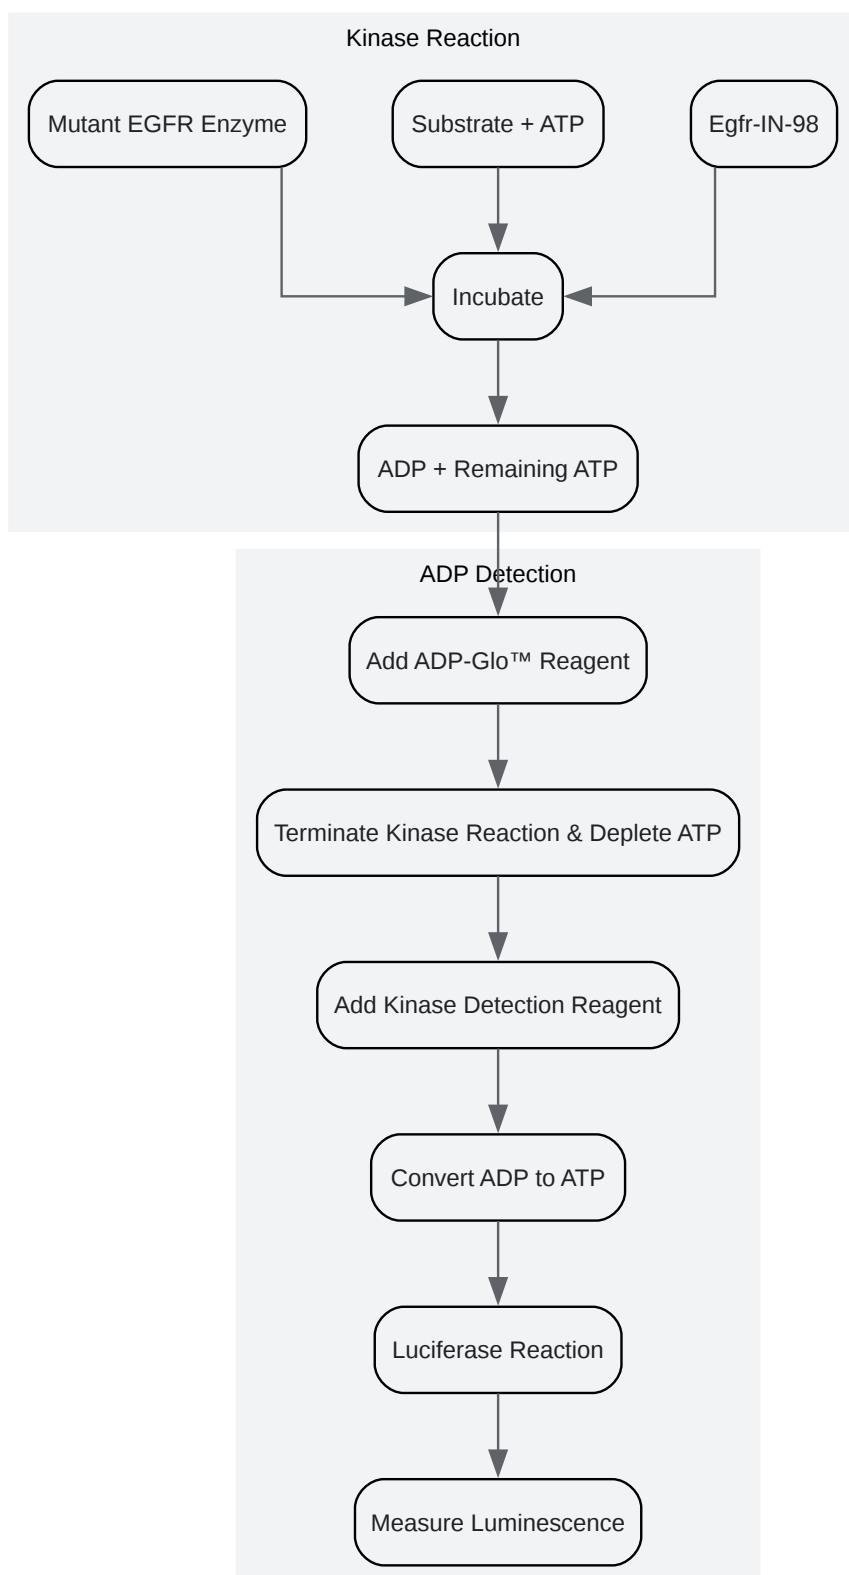 Kinase Reaction
Mutant EGFR Enzyme
Substrate + ATP
Egfr-IN-98
Incubate
ADP + Remaining ATP
ADP Detection
Add ADP-Glo™ Reagent
Terminate Kinase Reaction & Deplete ATP
Add Kinase Detection Reagent
Convert ADP to ATP
Luciferase Reaction
Measure Luminescence